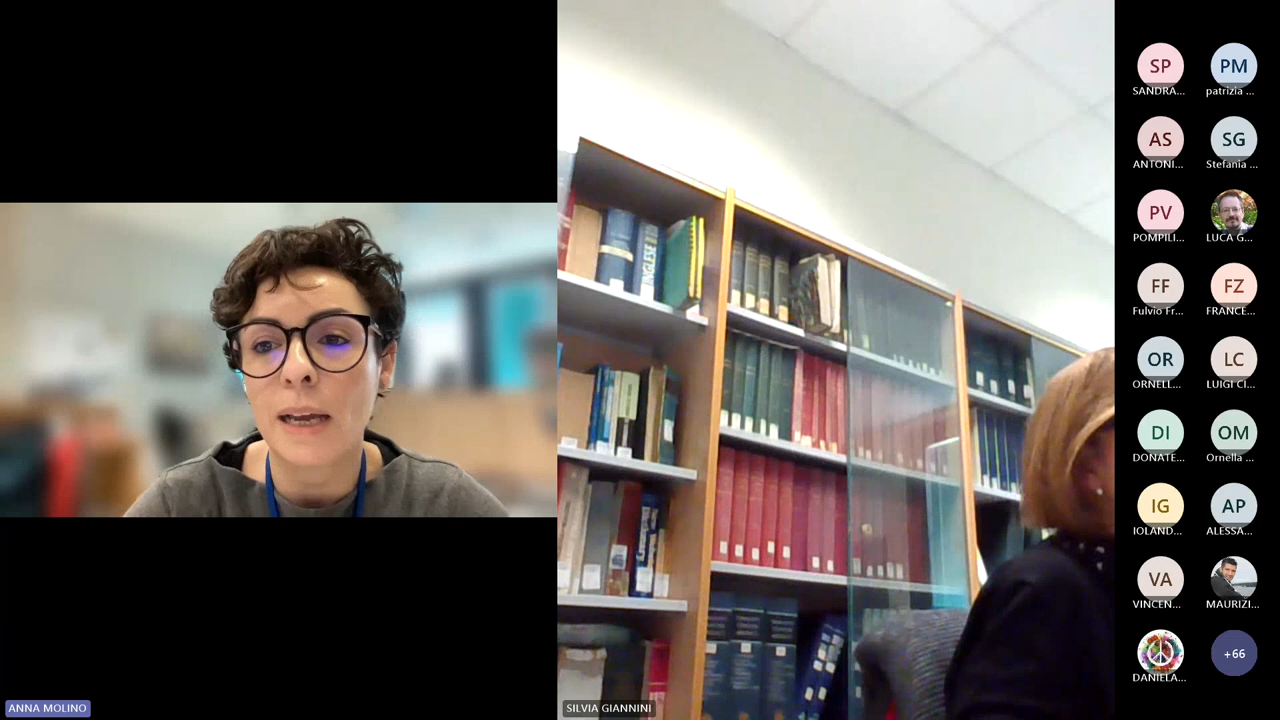 SP
SANDRA...
PM
patrizia ...
AS
ANTONI...
SG
Stefania ...
PV
POMPILI...
LUCA G...
FF
Fulvio Fr...
FZ
FRANCE...
OR
ORNELL...
LC
LUIGI CI...
DI
DONATE...
OM
Ornella ...
IG
IOLAND...
AP
ALESSA...
VA
VINCEN...
MAURIZI...
DANIELA...
+66
INGLESE
ANNA MOLINO
SILVIA GIANNINI